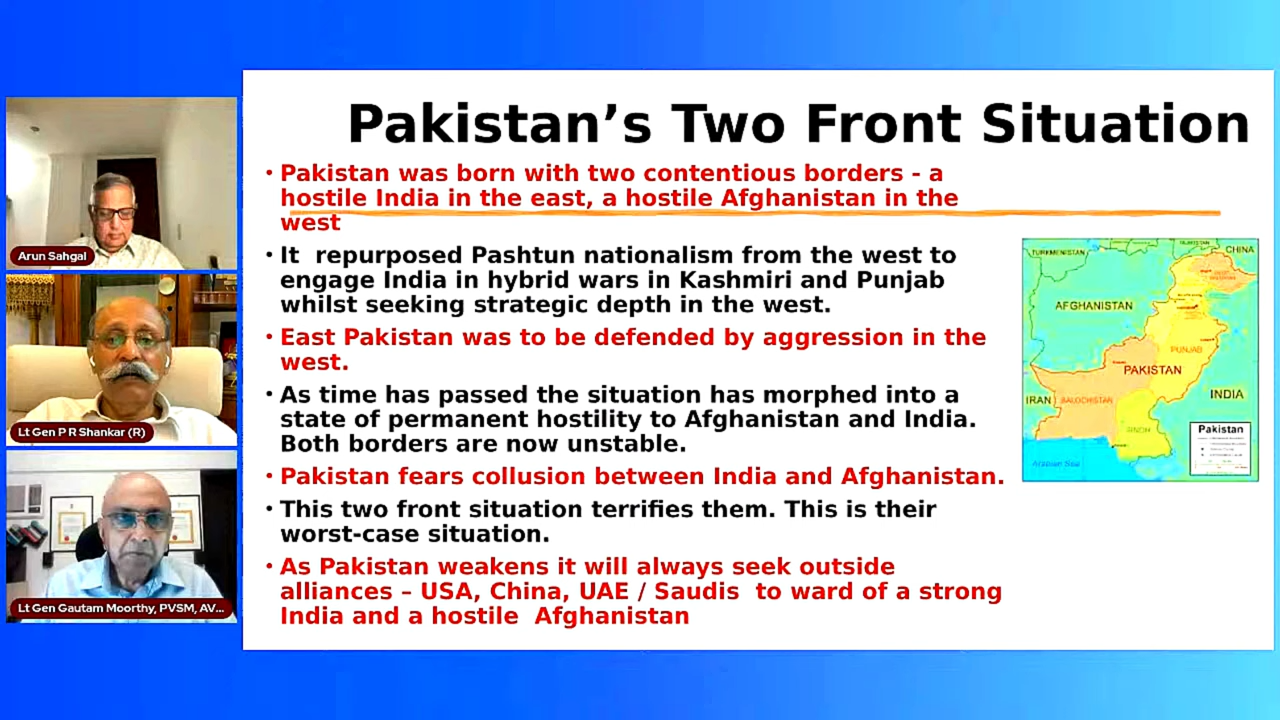 Pakistan’s Two Front Situation
• Pakistan was born with two contentious borders - a
hostile India in the east, a hostile Afghanistan in the
west
• It  repurposed Pashtun nationalism from the west to
engage India in hybrid wars in Kashmiri and Punjab
whilst seeking strategic depth in the west.
• East Pakistan was to be defended by aggression in the
west.
• As time has passed the situation has morphed into a
state of permanent hostility to Afghanistan and India.
Both borders are now unstable.
• Pakistan fears collusion between India and Afghanistan.
• This two front situation terrifies them. This is their
worst-case situation.
• As Pakistan weakens it will always seek outside
alliances – USA, China, UAE / Saudis  to ward of a strong
India and a hostile  Afghanistan
Arun Sahgal
Lt Gen P R Shankar (R)
Lt Gen Gautam Moorthy, PVSM, AV...
TURKMENISTAN
CHINA
AFGHANISTAN
PUNJAB
PAKISTAN
IRAN
BALOCHISTAN
INDIA
SINDH
Arabian Sea
Pakistan